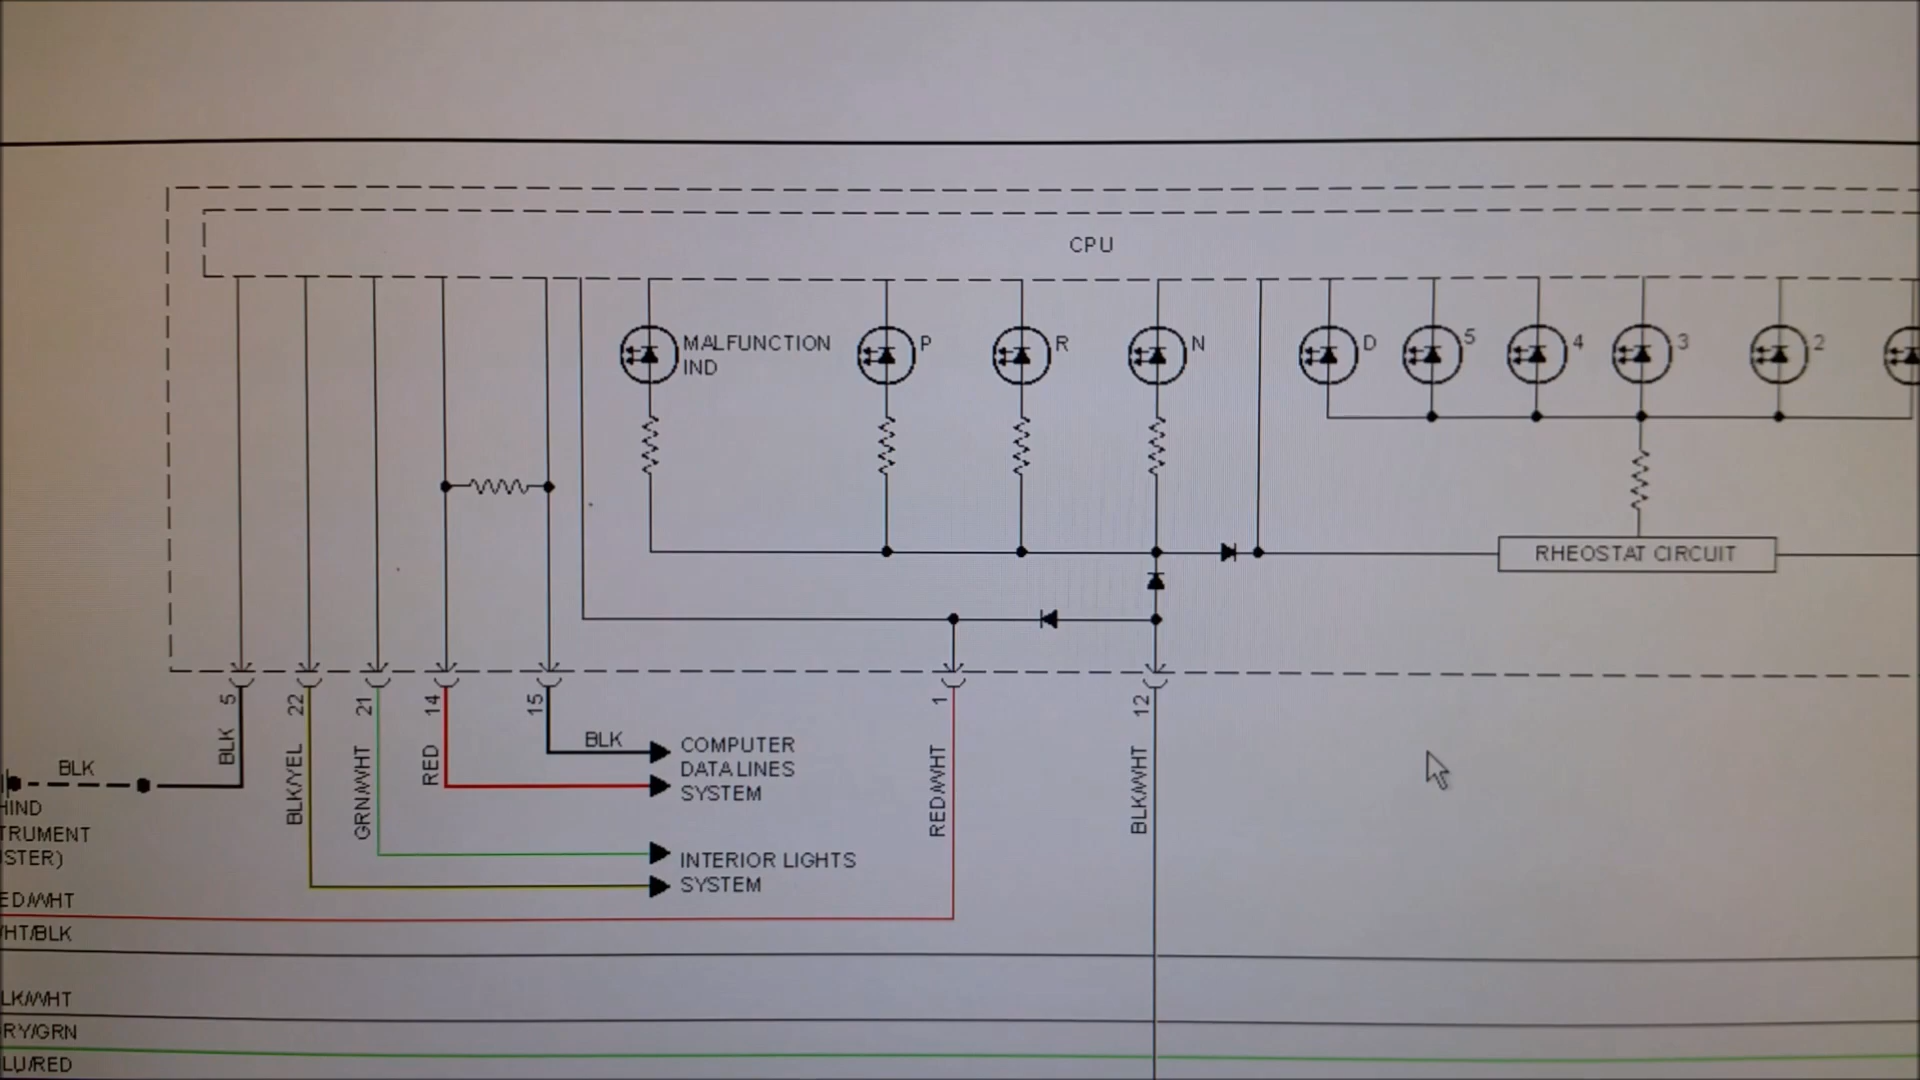 CPU
MALFUNCTION
IND
P
R
N
D
5
4
3
2
RHEOSTAT CIRCUIT
5
22
21
14
15
1
12
BLK
BLK/YEL
GRN/WHT
RED
BLK
RED/WHT
BLK/WHT
COMPUTER
DATA LINES
SYSTEM
INTERIOR LIGHTS
SYSTEM
BLK
HIND
TRUMENT
STER)
ED/WHT
HT/BLK
LK/WHT
RY/GRN
LU/RED